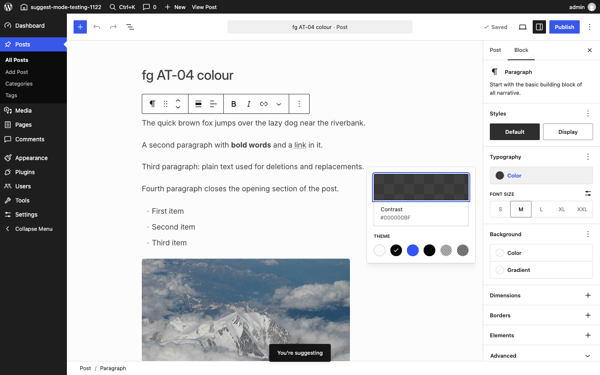 suggest-mode-testing-1122
Ctrl+K
0
New
View Post
admin
Dashboard
Posts
All Posts
Add Post
Categories
Tags
Media
Pages
Comments
Appearance
Plugins
Users
Tools
Settings
Collapse Menu
fg AT-04 colour · Post
Saved
Publish
fg AT-04 colour
B I
The quick brown fox jumps over the lazy dog near the riverbank.
A second paragraph with bold words and a link in it.
Third paragraph: plain text used for deletions and replacements.
Fourth paragraph closes the opening section of the post.
· First item
· Second item
· Third item
Contrast
#000000BF
THEME
You're suggesting
Post / Paragraph
Post
Block
Paragraph
Start with the basic building block of
all narrative.
Styles
Default
Display
Typography
Color
FONT SIZE
S M L XL XXL
Background
Color
Gradient
Dimensions
Borders
Elements
Advanced